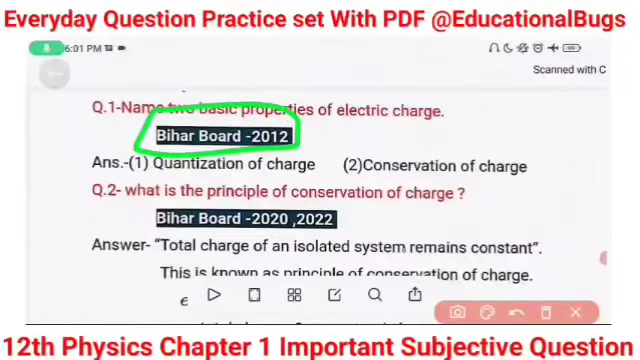 Everyday Question Practice set With PDF @EducationalBugs
6:01 PM
Scanned with C
Q.1-Name two basic properties of electric charge.
Bihar Board -2012
Ans.-(1) Quantization of charge (2)Conservation of charge
Q.2- what is the principle of conservation of charge ?
Bihar Board -2020 ,2022
Answer- “Total charge of an isolated system remains constant”.
This is known as principle of conservation of charge.
12th Physics Chapter 1 Important Subjective Question